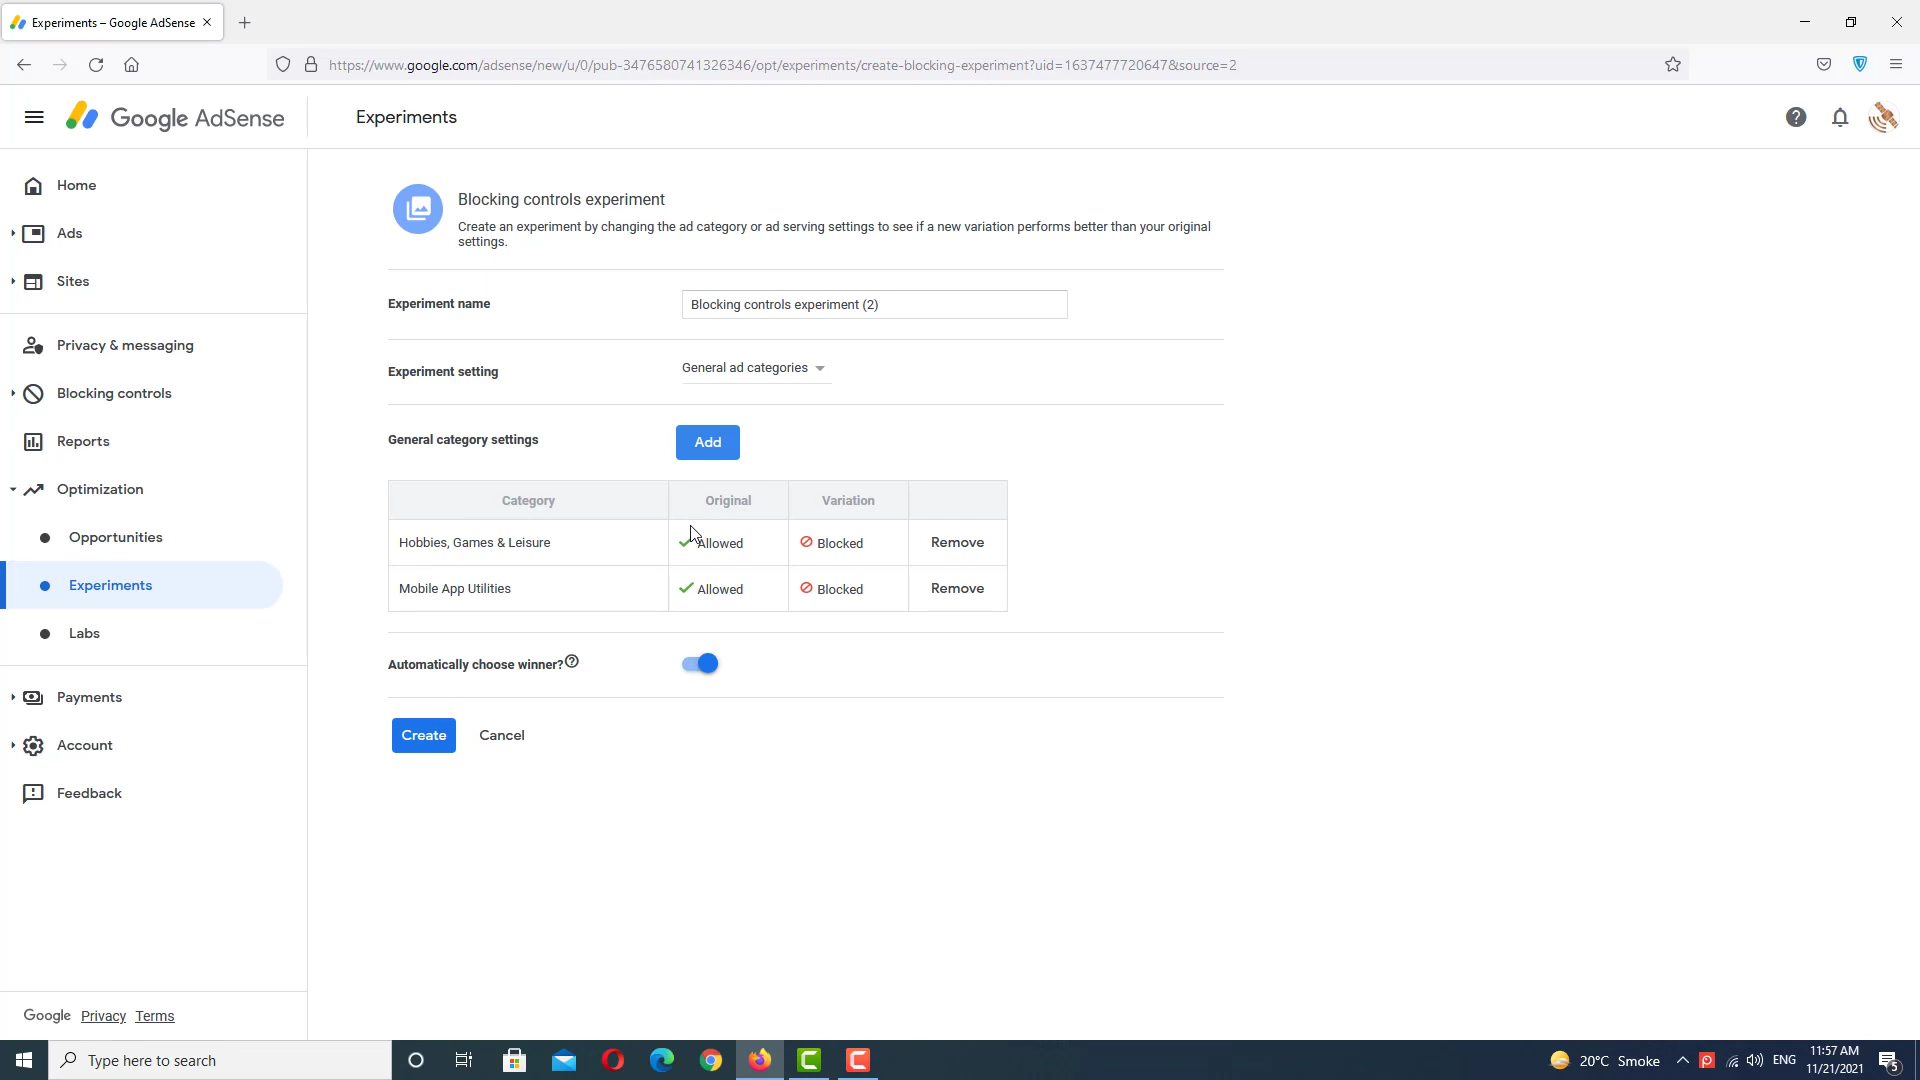 Experiments – Google AdSense
https://www.google.com/adsense/new/u/0/pub-3476580741326346/opt/experiments/create-blocking-experiment?uid=1637477720647&source=2
Google AdSense
Experiments
Home
Ads
Sites
Privacy & messaging
Blocking controls
Reports
Optimization
Opportunities
Experiments
Labs
Payments
Account
Feedback
Google Privacy Terms
Blocking controls experiment
Create an experiment by changing the ad category or ad serving settings to see if a new variation performs better than your original
settings.
Experiment name
Blocking controls experiment (2)
Experiment setting
General ad categories
General category settings
Add
Category Original Variation
Hobbies, Games & Leisure Allowed Blocked Remove
Mobile App Utilities Allowed Blocked Remove
Automatically choose winner?
Create Cancel
Type here to search
20°C Smoke
ENG
11:57 AM
11/21/2021
5